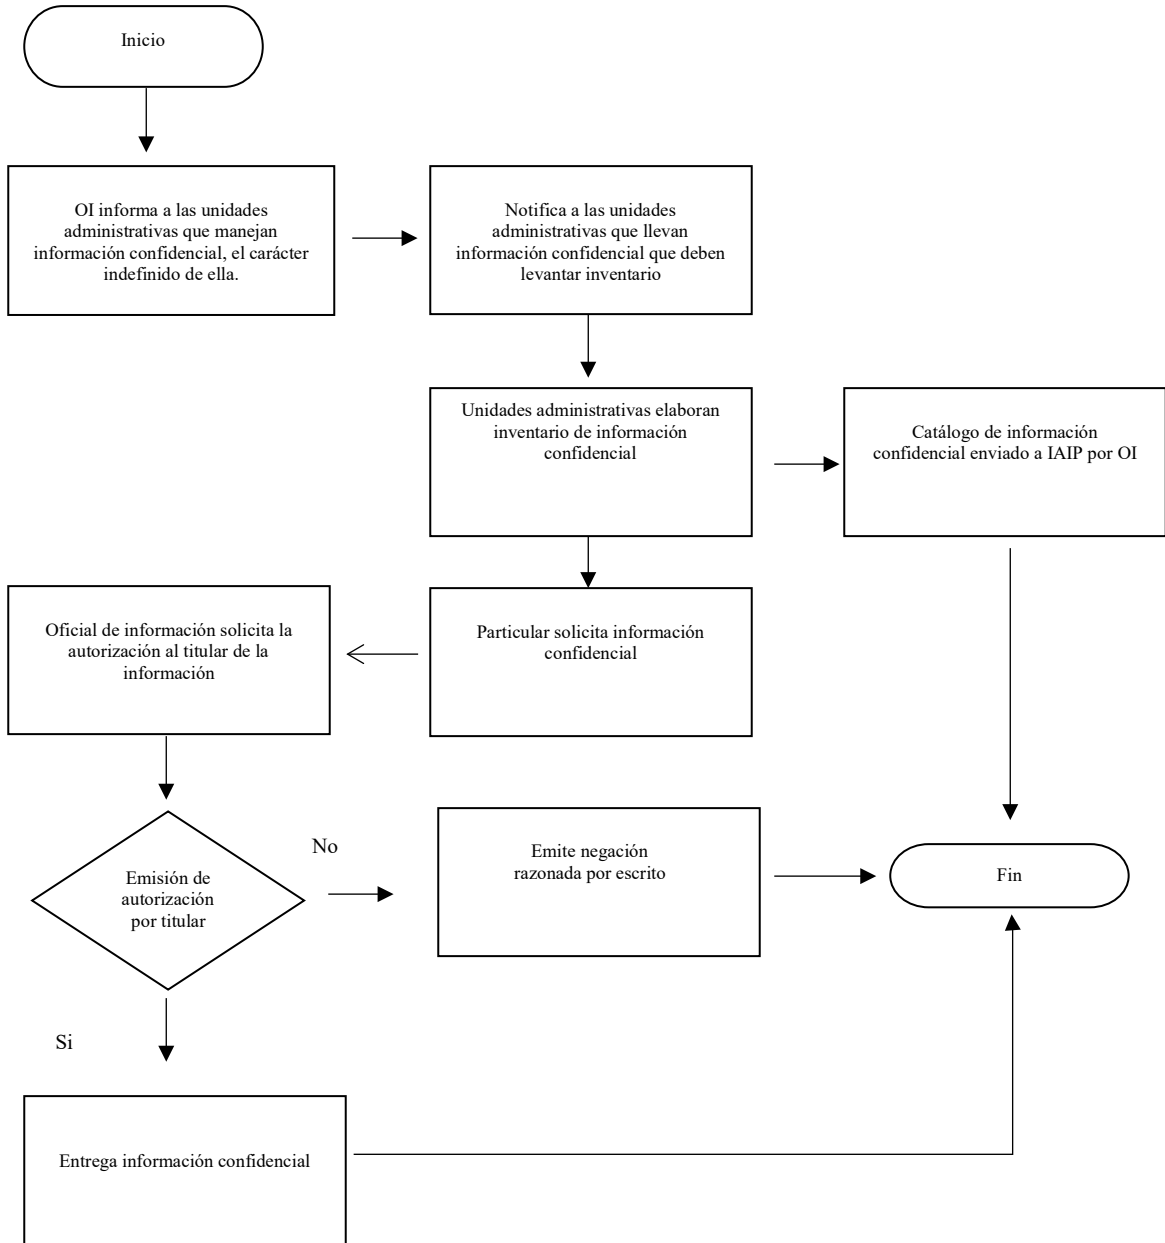 Inicio
OI informa a las unidades
administrativas que manejan
información confidencial, el carácter
indefinido de ella.
Notifica a las unidades
administrativas que llevan
información confidencial que deben
levantar inventario
Unidades administrativas elaboran
inventario de información
confidencial
Catálogo de información
confidencial enviado a IAIP por OI
Oficial de información solicita la
autorización al titular de la
información
Particular solicita información
confidencial
No
Emisión de
autorización
por titular
Emite negación
razonada por escrito
Fin
Si
Entrega información confidencial